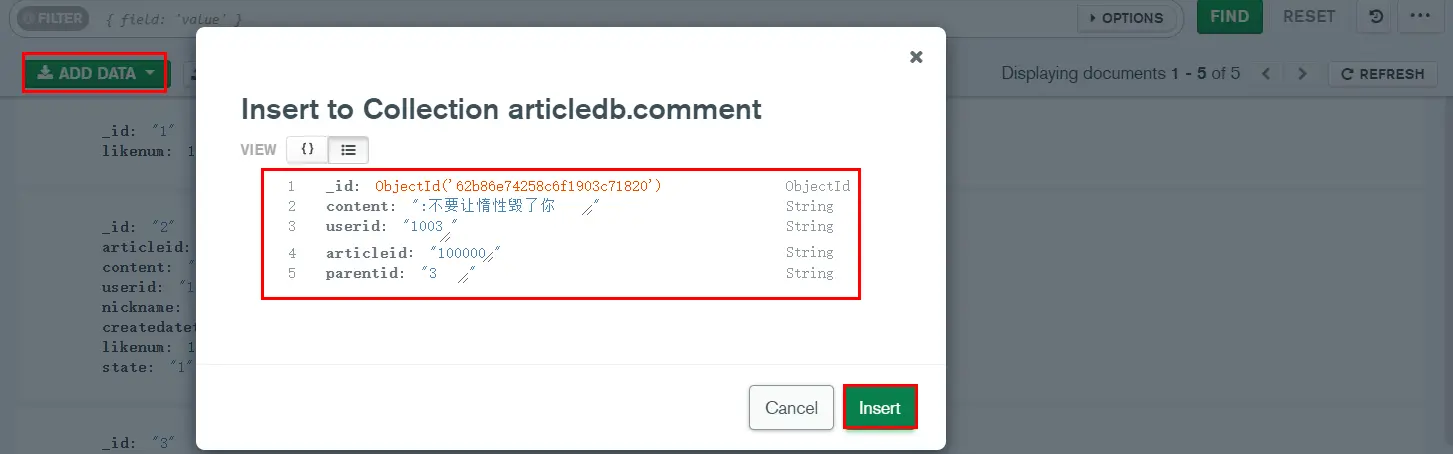 FILTER { field: 'value' } OPTIONS FIND RESET
ADD DATA Displaying documents 1 - 5 of 5 REFRESH
Insert to Collection articledb.comment
VIEW {}
1 _id: ObjectId('62b86e74258c6f1903c71820') ObjectId
2 content: ":不要让惰性毁了你 " String
3 userid: "1003 " String
4 articleid: "100000 " String
5 parentid: "3 " String
Cancel Insert
_id: "1"
likenum: 1
_id: "2"
articleid:
content: "
userid: "1
nickname:
createdatet
likenum: 1
state: "1"
_id: "3"